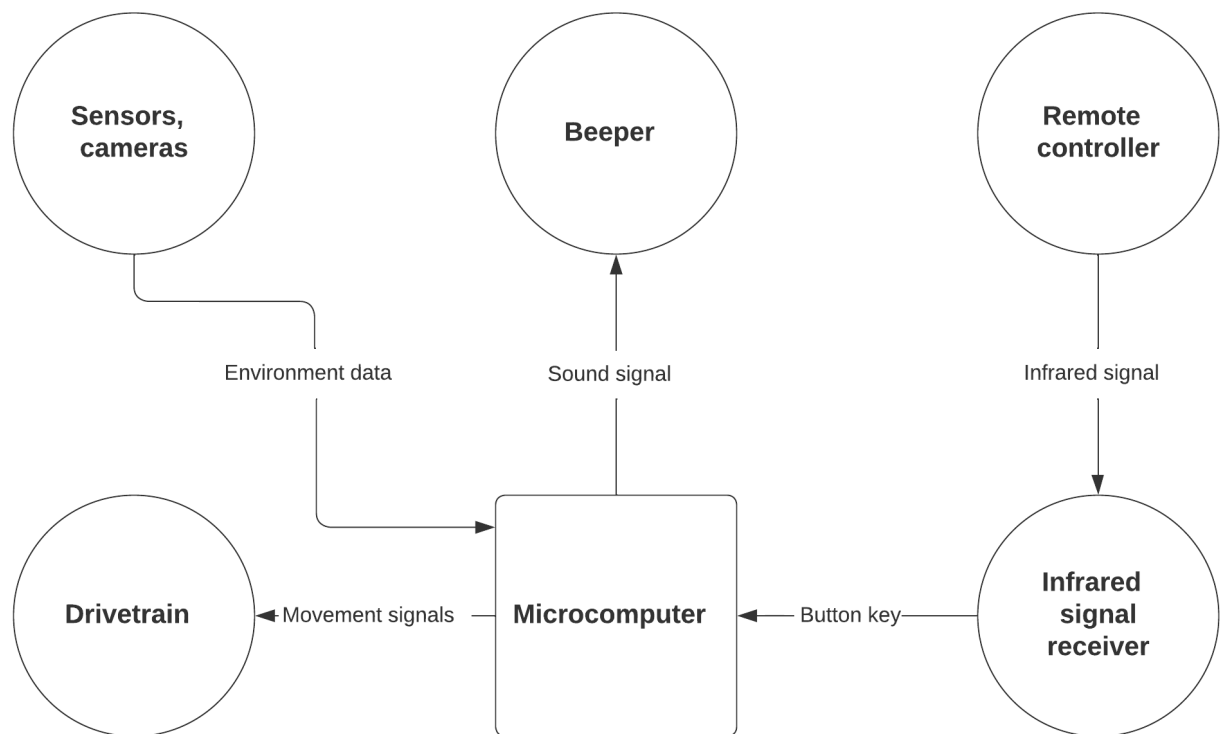 Sensors,
cameras
Beeper
Remote
controller
Environment data
Sound signal
Infrared signal
Drivetrain
Movement signals
Microcomputer
Button key
Infrared
signal
receiver